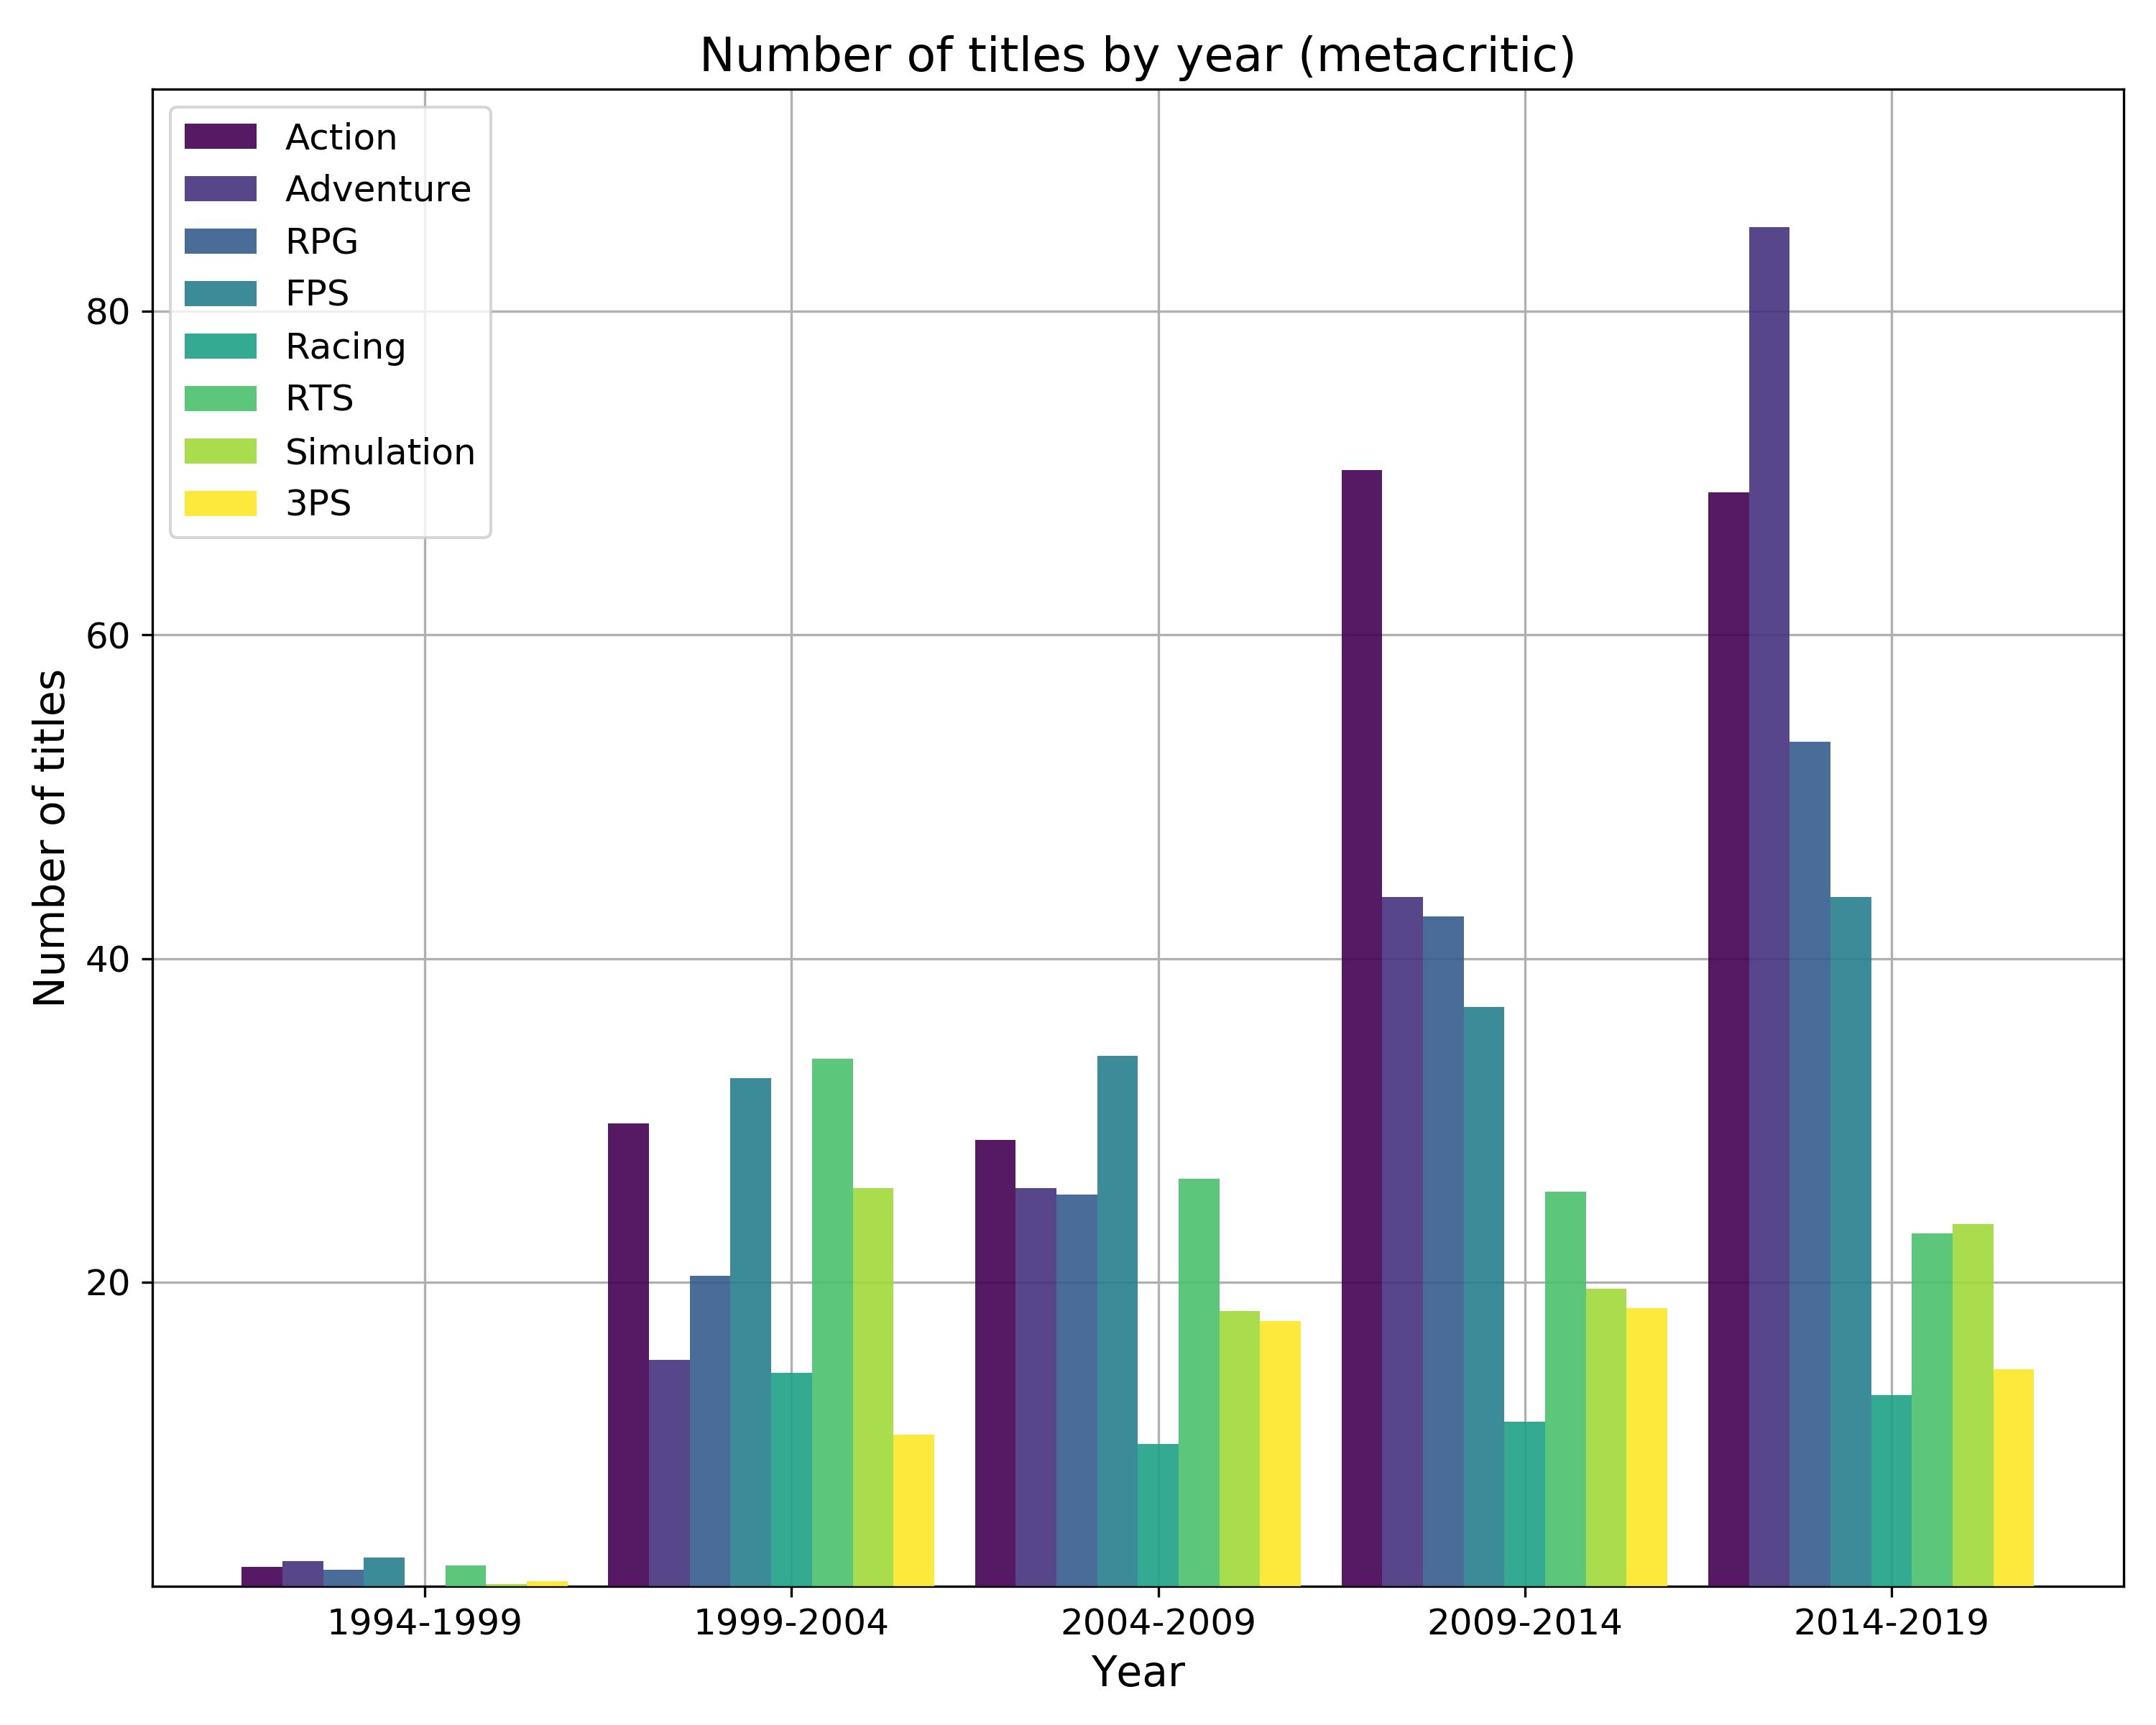 Number of titles by year (metacritic)
Action
Adventure
RPG
FPS
Racing
RTS
Simulation
3PS
Number of titles
80
60
40
20
1994-1999
1999-2004
2004-2009
2009-2014
2014-2019
Year